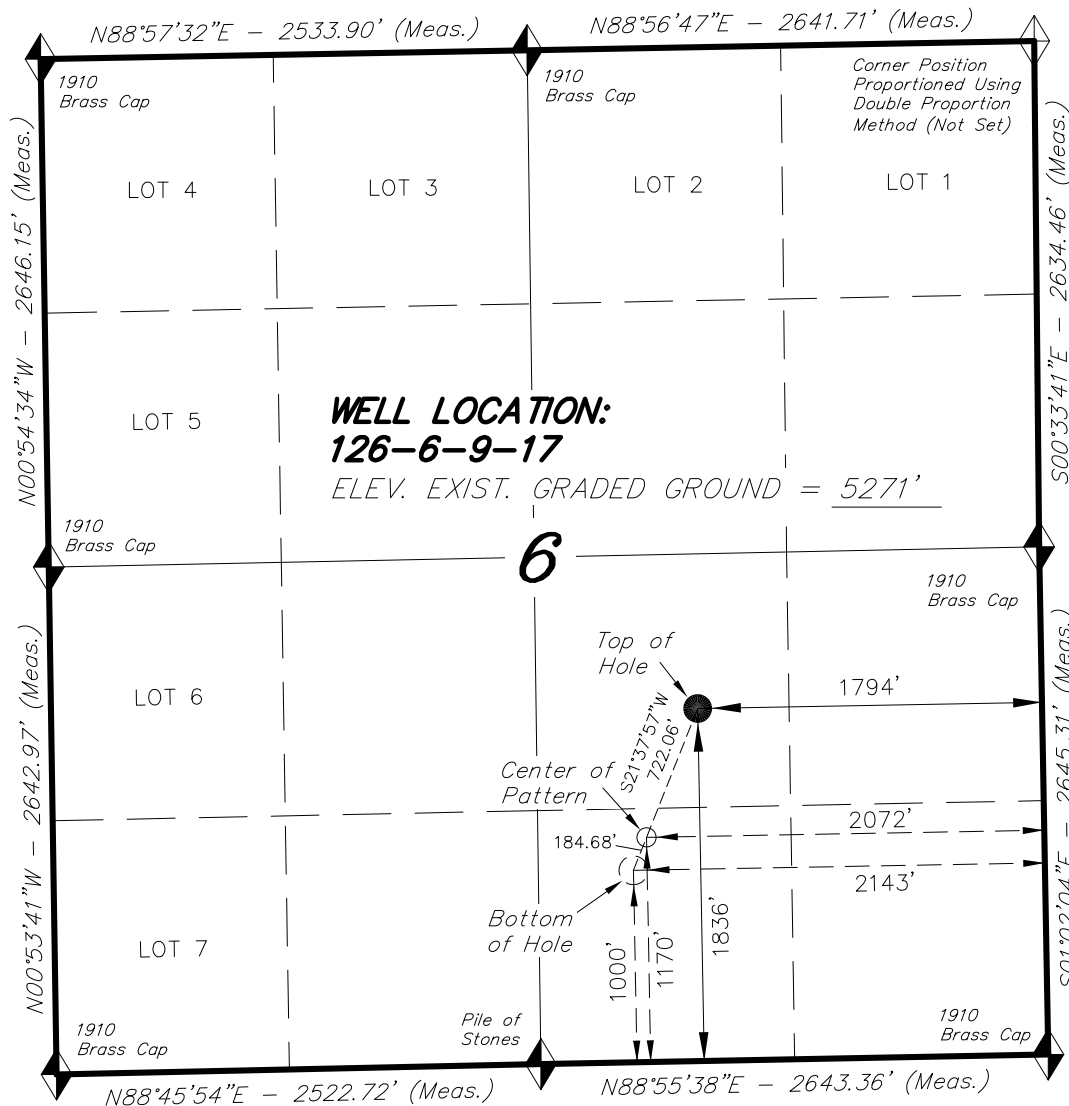 N88°57'32"E - 2533.90' (Meas.)
N88°56'47"E - 2641.71' (Meas.)
1910
Brass Cap
1910
Brass Cap
Corner Position
Proportioned Using
Double Proportion
Method (Not Set)
N00°54'34"W - 2646.15' (Meas.)
S00°33'41"E - 2634.46' (Meas.)
LOT 4
LOT 3
LOT 2
LOT 1
LOT 5
WELL LOCATION:
126-6-9-17
ELEV. EXIST. GRADED GROUND = 5271'
1910
Brass Cap
6
1910
Brass Cap
N00°53'41"W - 2642.97' (Meas.)
S01°02'04"E - 2645.31' (Meas.)
LOT 6
Top of
Hole
1794'
S21°37'57"W
722.06'
Center of
Pattern
2072'
184.68'
2143'
Bottom
of Hole
LOT 7
1000'
1170'
1836'
1910
Brass Cap
Pile of
Stones
1910
Brass Cap
N88°45'54"E - 2522.72' (Meas.)
N88°55'38"E - 2643.36' (Meas.)